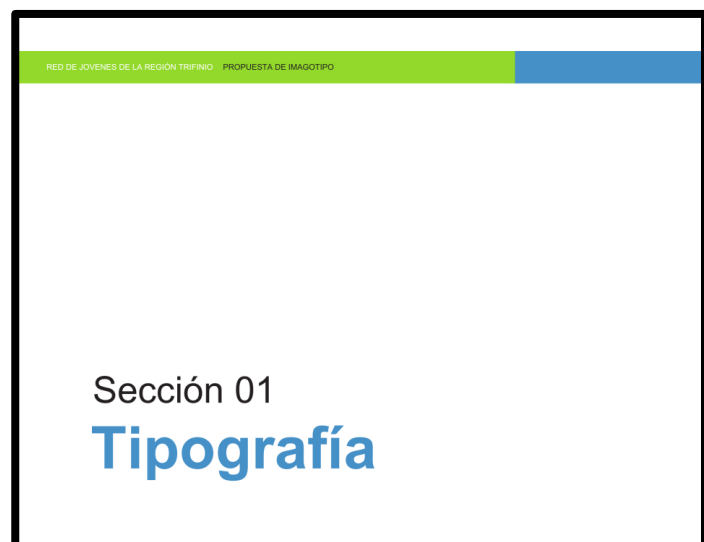 RED DE JOVENES DE LA REGIÓN TRIFINIO PROPUESTA DE IMAGOTIPO
Sección 01
Tipografía